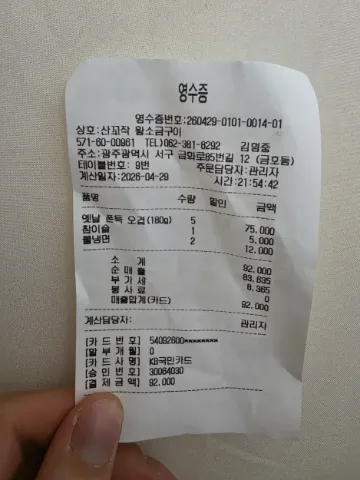 영수증
영수증번호:260429-0101-0014-01
상호:산꼬작 왕소금구이
571-60-00961 TEL)062-381-8292 김명중
주소:광주광역시 서구 금화로85번길 12 (금호동)
테이블번호: 9번 주문담당자:관리자
계산일자:2026-04-29 시간:21:54:42
품명 수량 할인 금액
옛날 폰뜩 오겹(180g) 5 75,000
참이슬 1 5,000
물냉면 2 12,000
소 계 92,000
순 매 출 83,635
부 가 세 8,365
봉 사 료 0
매출합계(카드) 92,000
계산담당자: 관리자
[카 드 번 호] 54092600********
[할 부 개 월] 0
[카 드 사 명] KB국민카드
[승 인 번 호] 30064030
[결 제 금 액] 92,000